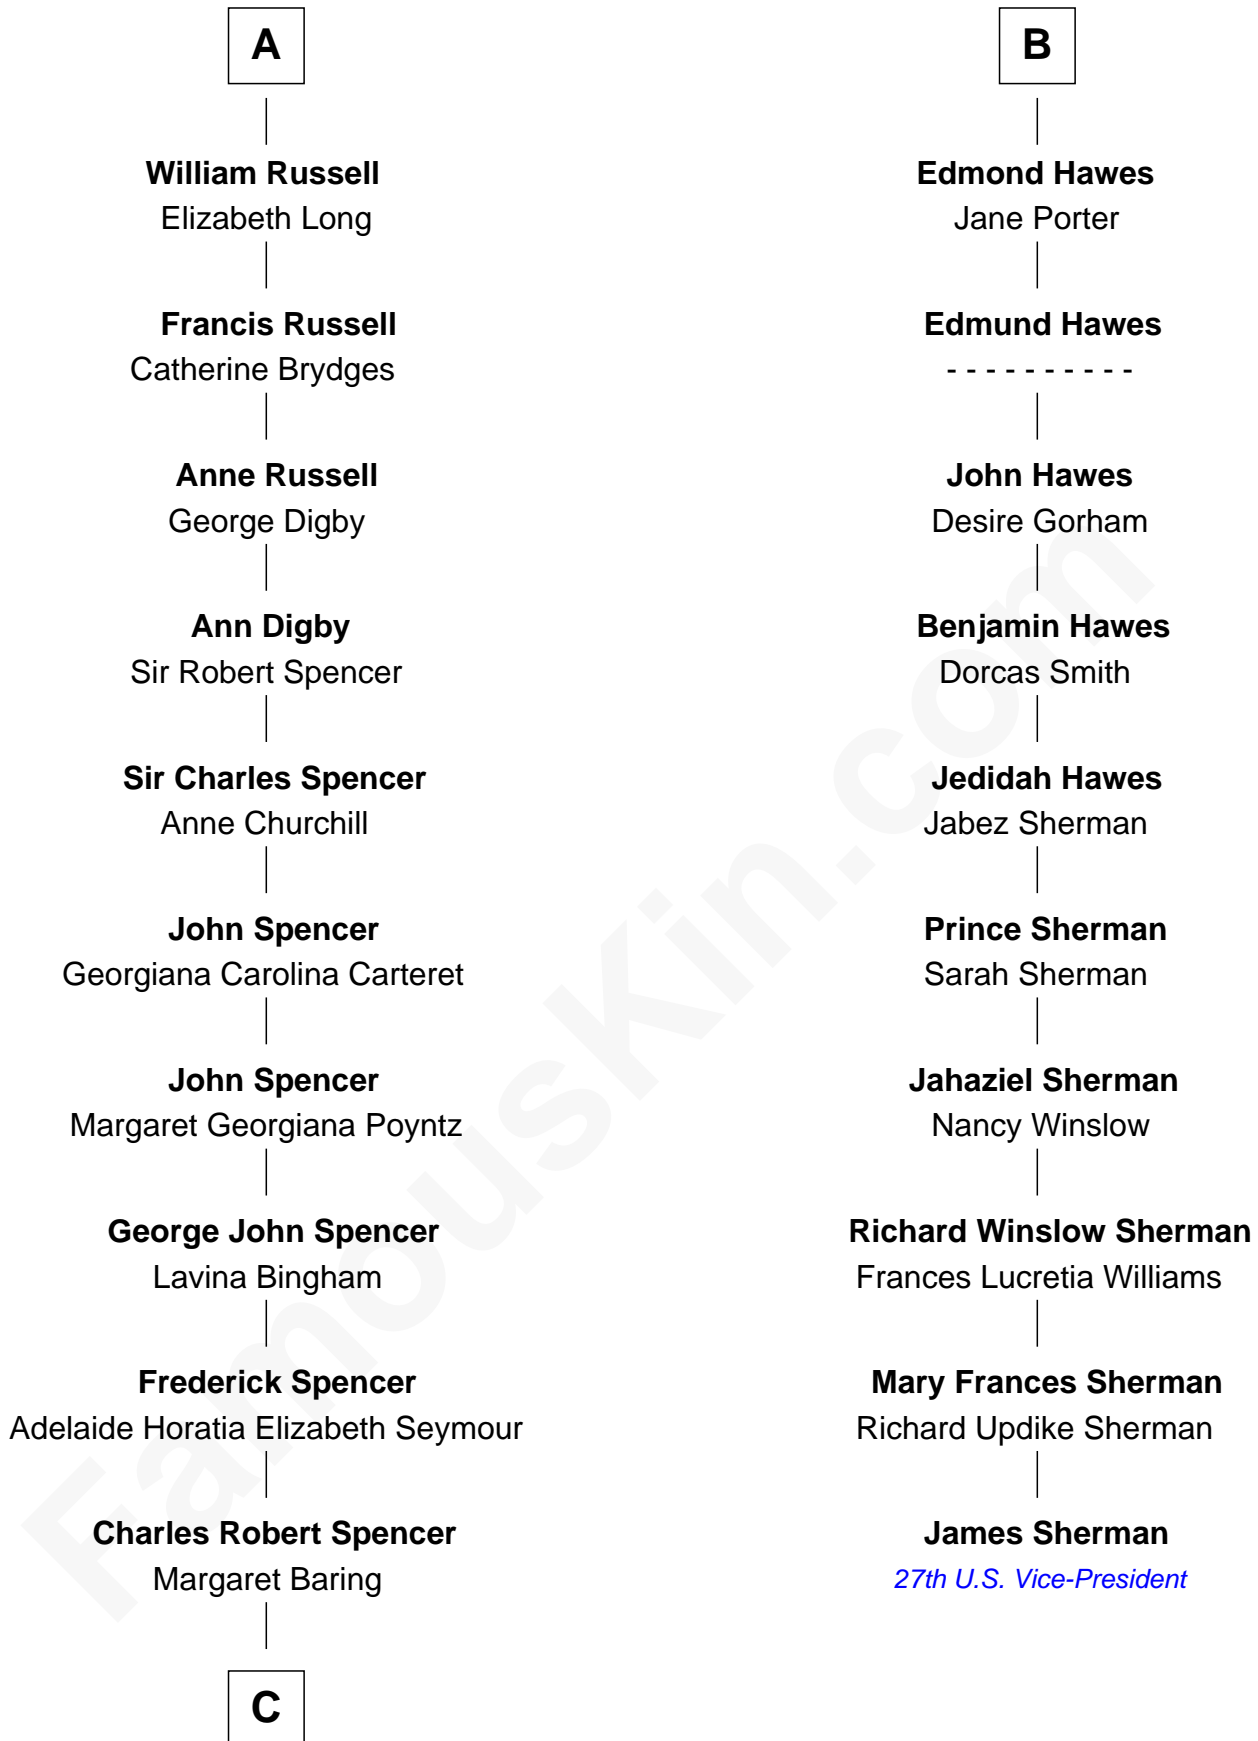 A
William Russell
Elizabeth Long
Francis Russell
Catherine Brydges
Anne Russell
George Digby
Ann Digby
Sir Robert Spencer
Sir Charles Spencer
Anne Churchill
John Spencer
Georgiana Carolina Carteret
John Spencer
Margaret Georgiana Poyntz
George John Spencer
Lavina Bingham
Frederick Spencer
Adelaide Horatia Elizabeth Seymour
Charles Robert Spencer
Margaret Baring
C
B
Edmond Hawes
Jane Porter
Edmund Hawes
- - - - - - - - - -
John Hawes
Desire Gorham
Benjamin Hawes
Dorcas Smith
Jedidah Hawes
Jabez Sherman
Prince Sherman
Sarah Sherman
Jahaziel Sherman
Nancy Winslow
Richard Winslow Sherman
Frances Lucretia Williams
Mary Frances Sherman
Richard Updike Sherman
James Sherman
27th U.S. Vice-President
FamousKin.com